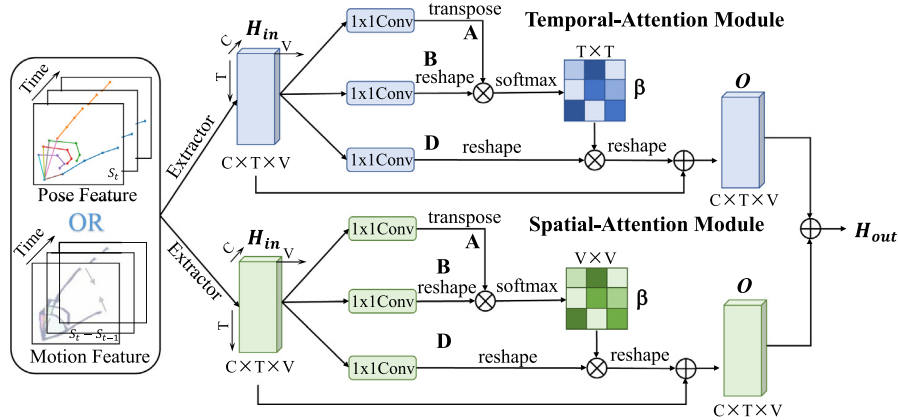 Time
S_t
Pose Feature
OR
Time
S_t − S_{t−1}
Motion Feature
Extractor
Extractor
Temporal-Attention Module
H_in
C
V
T
C×T×V
1x1Conv
transpose
A
B
1x1Conv
reshape
softmax
T×T
β
D
1x1Conv
reshape
reshape
O
C×T×V
Spatial-Attention Module
H_in
C
V
T
C×T×V
1x1Conv
transpose
A
B
1x1Conv
reshape
softmax
V×V
β
D
1x1Conv
reshape
reshape
O
C×T×V
H_out